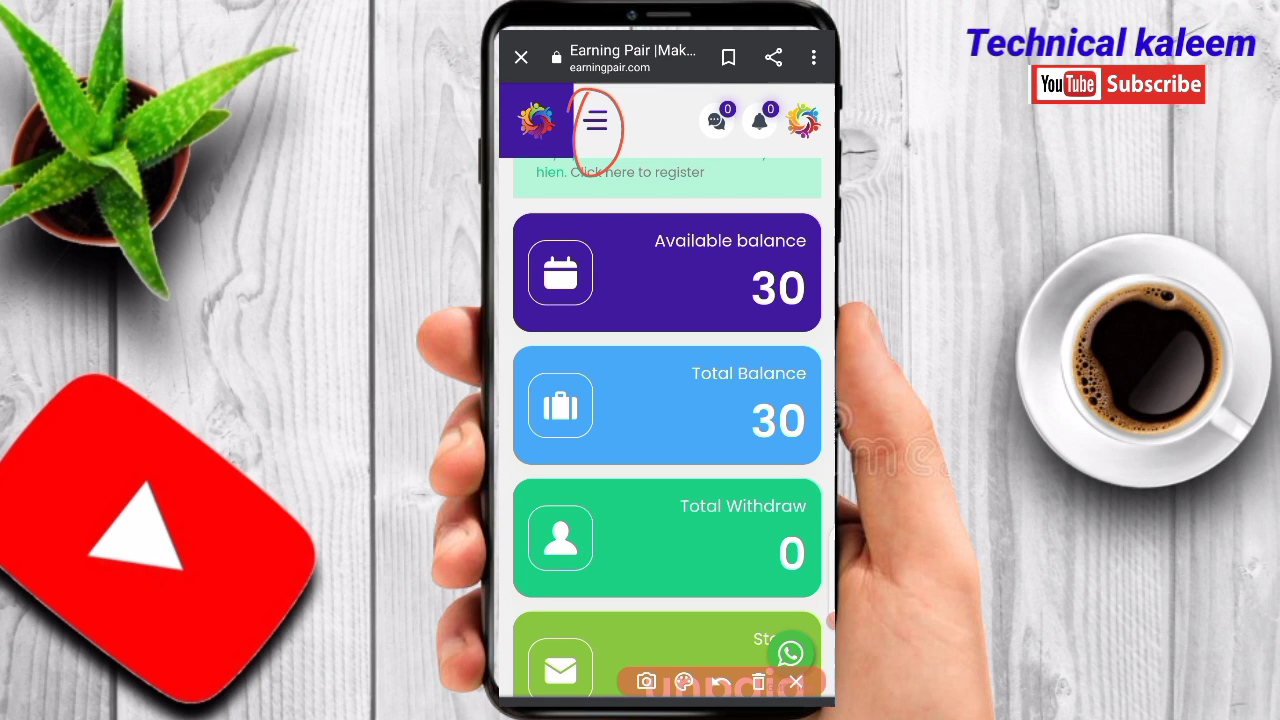 Technical kaleem
YouTube Subscribe
Earning Pair |Mak...
earningpair.com
0
0
hien. Click here to register
Available balance
30
Total Balance
30
Total Withdraw
0
unpaid